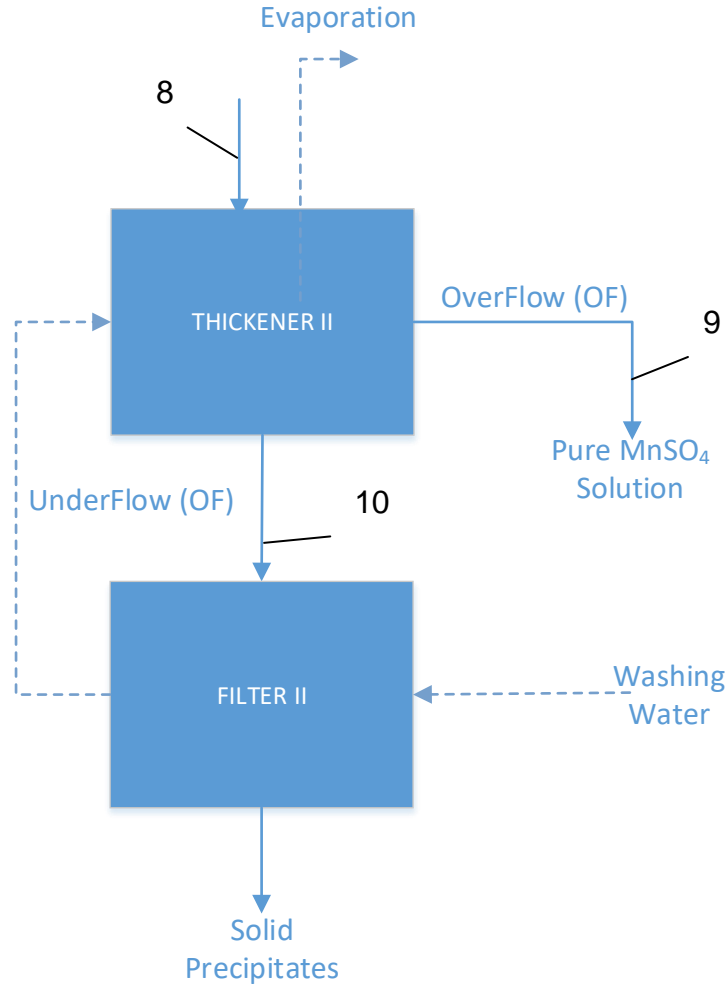 Evaporation
8
THICKENER II
OverFlow (OF)
9
Pure MnSO₄
Solution
UnderFlow (OF)
10
FILTER II
Washing
Water
Solid
Precipitates